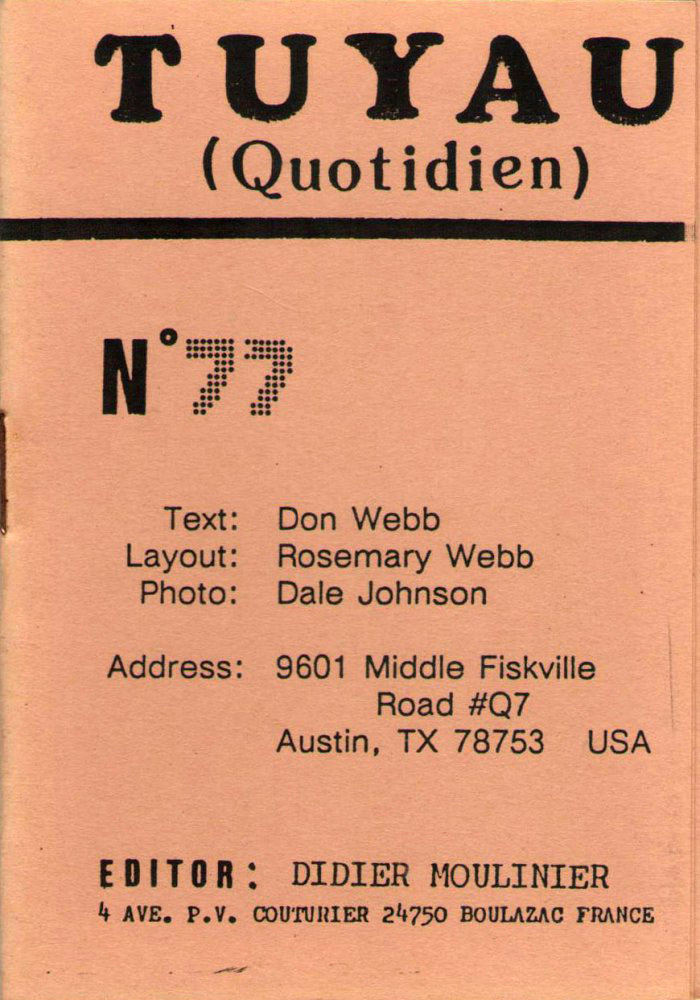 TUYAU
(Quotidien)
N°77
Text: Don Webb
Layout: Rosemary Webb
Photo: Dale Johnson
Address: 9601 Middle Fiskville
Road #Q7
Austin, TX 78753 USA
EDITOR: DIDIER MOULINIER
4 AVE. P.V. COUTURIER 24750 BOULAZAC FRANCE